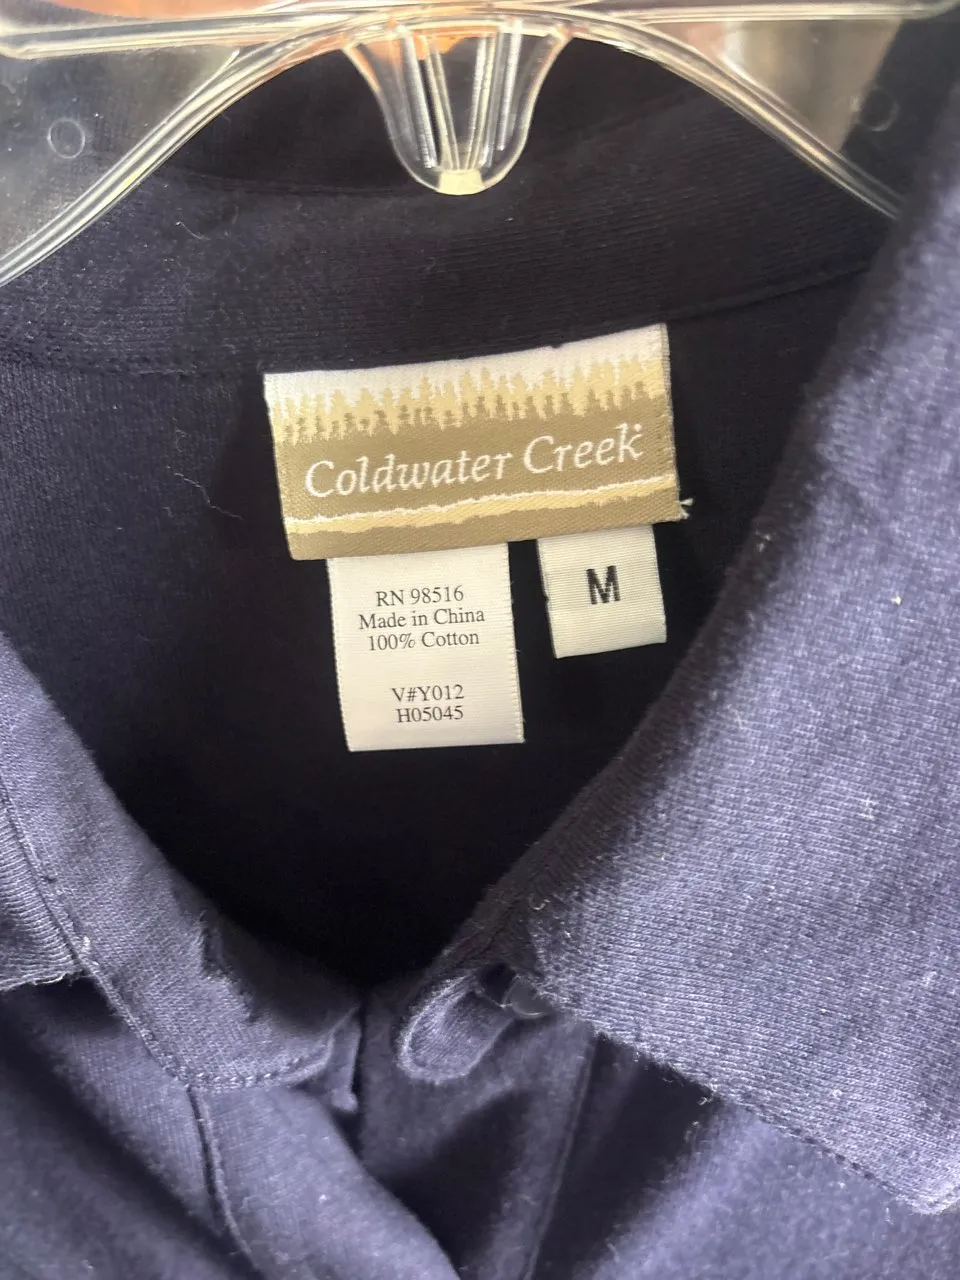 Coldwater Creek
RN 98516
Made in China
100% Cotton
V#Y012
H05045
M